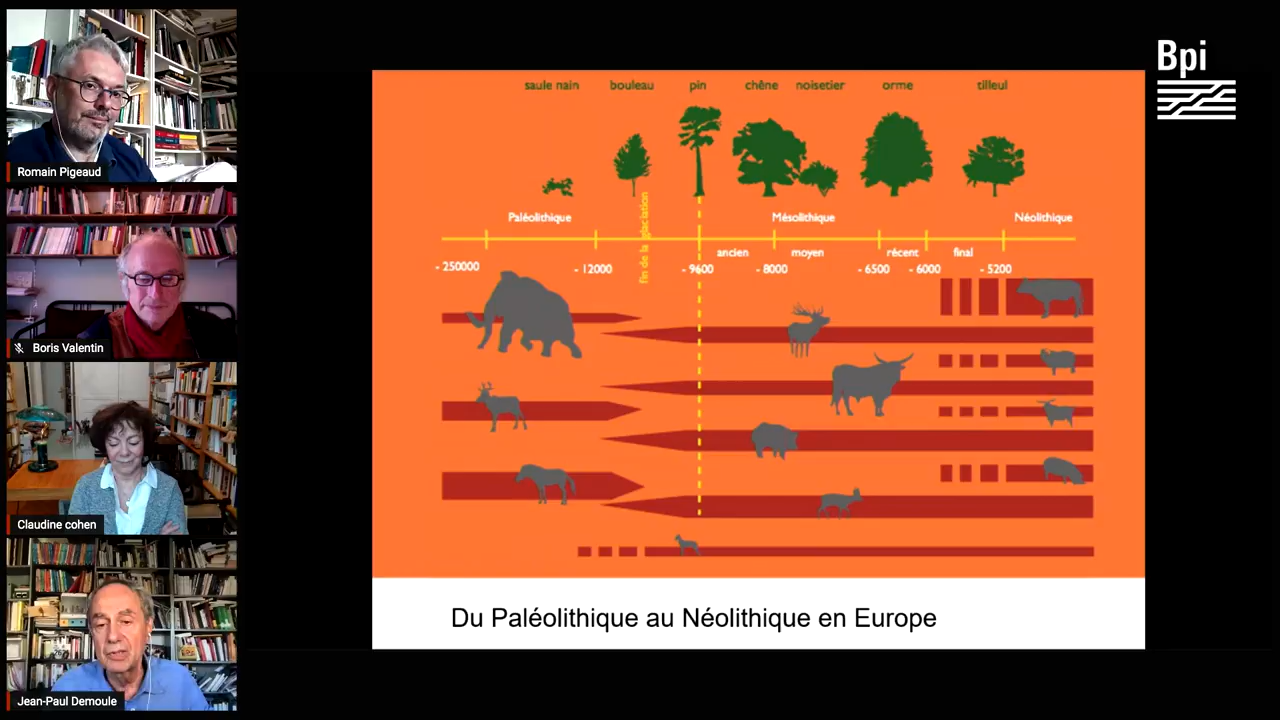 Romain Pigeaud
Boris Valentin
Claudine cohen
Jean-Paul Demoule
Bpi
saule nain bouleau pin chêne noisetier orme tilleul
fin de la glaciation
Paléolithique Mésolithique Néolithique
ancien moyen récent final
- 250000 - 12000 - 9600 - 8000 - 6500 - 6000 - 5200
Du Paléolithique au Néolithique en Europe